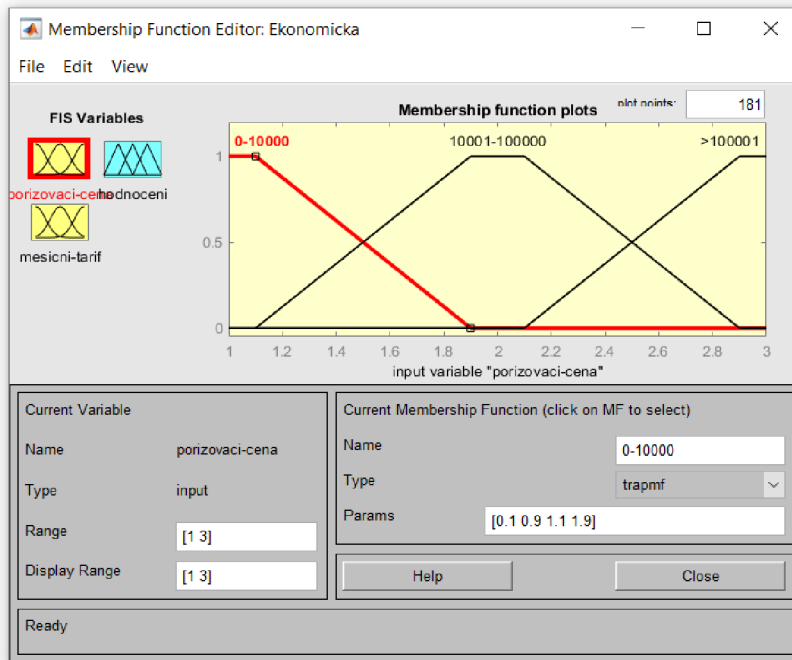 Membership Function Editor: Ekonomicka
File Edit View
FIS Variables
porizovaci-cena hodnoceni
mesicni-tarif
Membership function plots plot points: 181
0-10000 10001-100000 >100001
1
0.5
0
1 1.2 1.4 1.6 1.8 2 2.2 2.4 2.6 2.8 3
input variable "porizovaci-cena"
Current Variable
Name porizovaci-cena
Type input
Range [1 3]
Display Range [1 3]
Current Membership Function (click on MF to select)
Name 0-10000
Type trapmf
Params [0.1 0.9 1.1 1.9]
Help Close
Ready